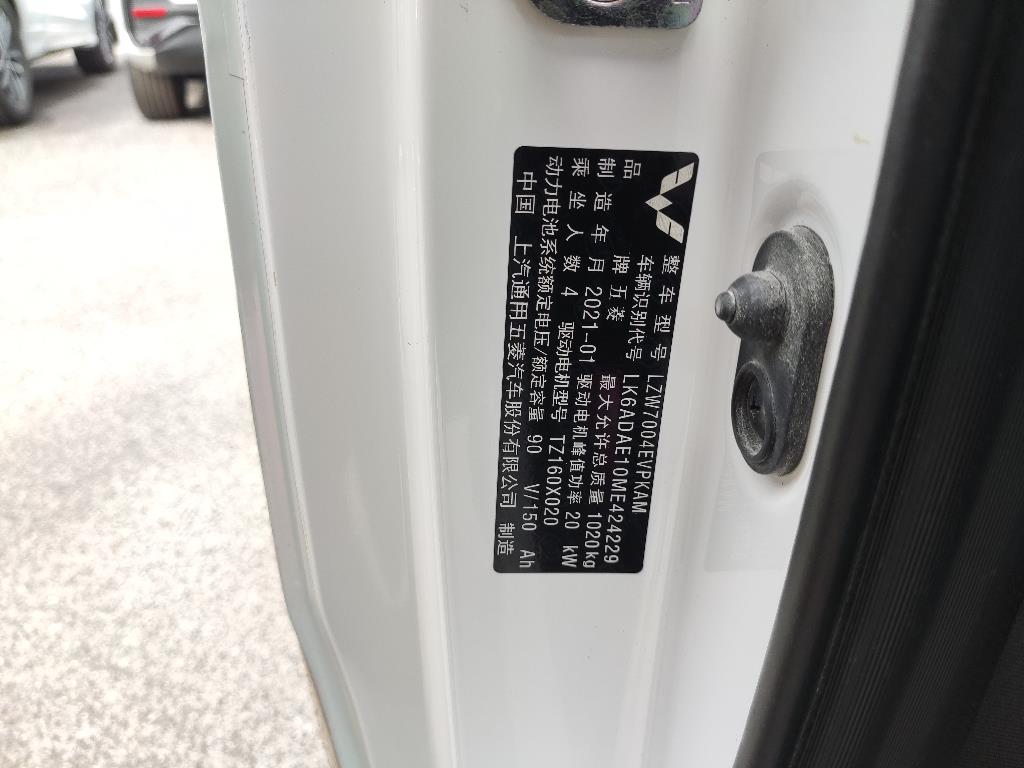 整车型号 LZW7004EVPKAM
车辆识别代号 LK6ADAE10ME424229
品牌 五菱 最大允许总质量 1020kg
制造年月 2021-01 驱动电机峰值功率 20 kW
乘坐人数 4 驱动电机型号 TZ160X020
动力电池系统额定电压/额定容量 90 V/150 Ah
中国 上汽通用五菱汽车股份有限公司 制造